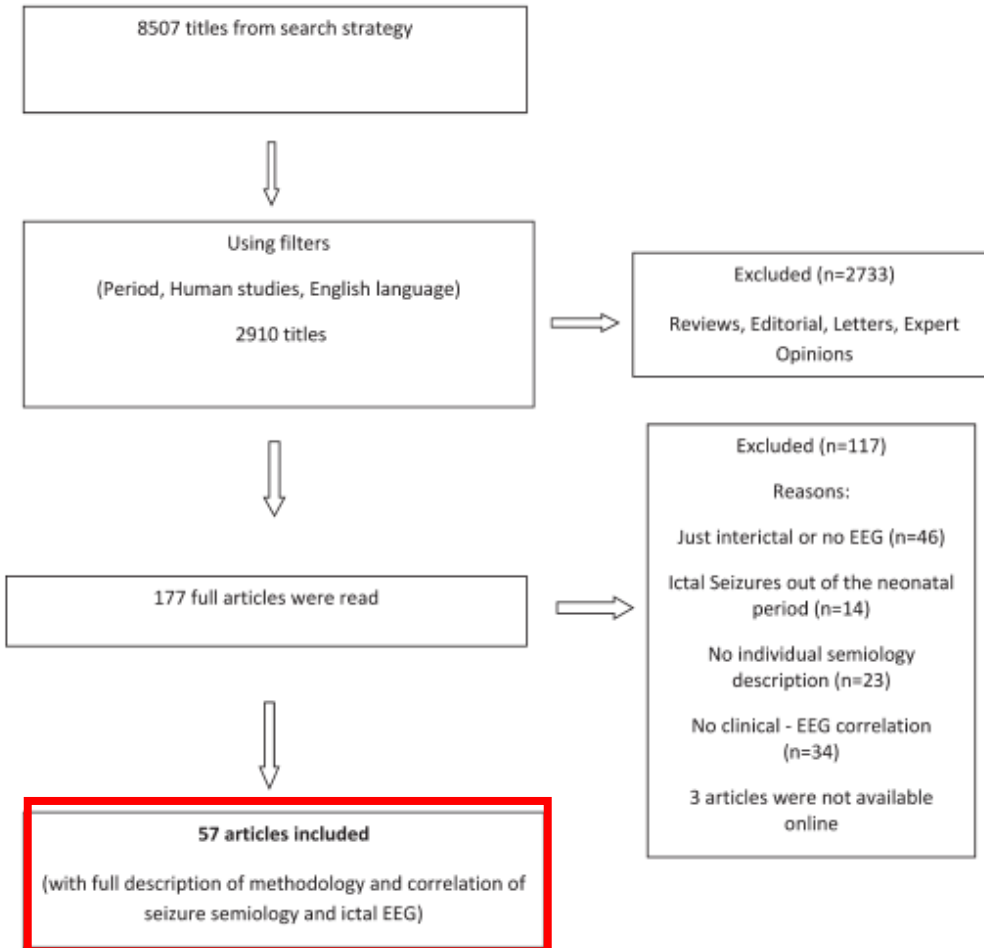 8507 titles from search strategy
Using filters
(Period, Human studies, English language)
2910 titles
Excluded (n=2733)
Reviews, Editorial, Letters, Expert
Opinions
177 full articles were read
Excluded (n=117)
Reasons:
Just interictal or no EEG (n=46)
Ictal Seizures out of the neonatal
period (n=14)
No individual semiology
description (n=23)
No clinical - EEG correlation
(n=34)
3 articles were not available
online
57 articles included
(with full description of methodology and correlation of
seizure semiology and ictal EEG)